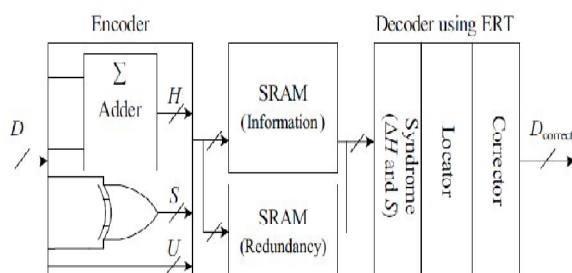 Encoder
Decoder using ERT
Σ
Adder
D
H
S
U
SRAM
(Information)
SRAM
(Redundancy)
Syndrome
(ΔH and S)
Locator
Corrector
Dcorrect